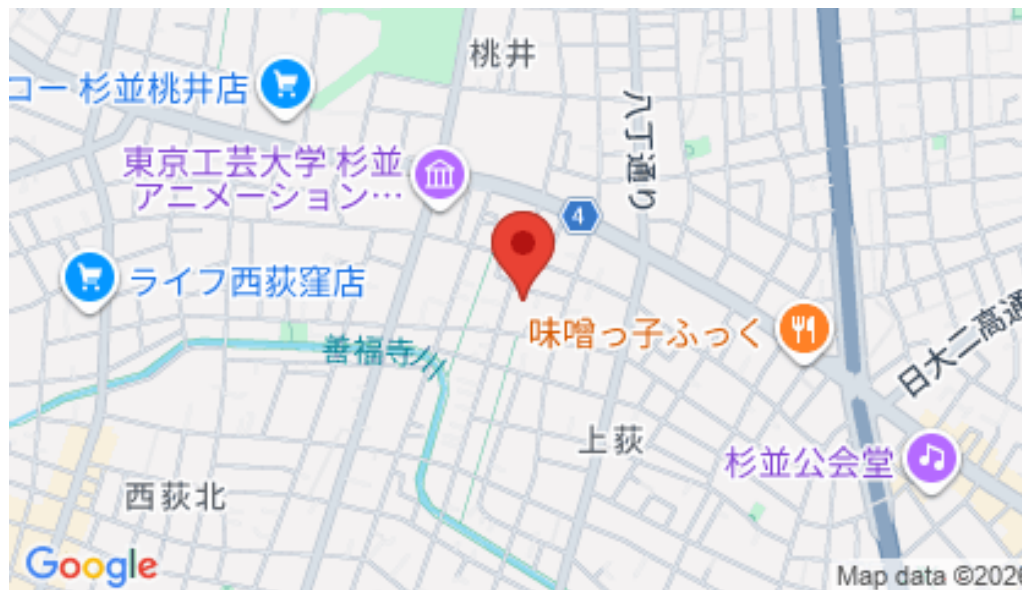 桃井
コー 杉並桃井店
八丁通り
東京工芸大学 杉並
アニメーション…
4
ライフ西荻窪店
味噌っ子ふっく
善福寺川
日大二高通
上荻
杉並公会堂
西荻北
Google
Map data ©2026